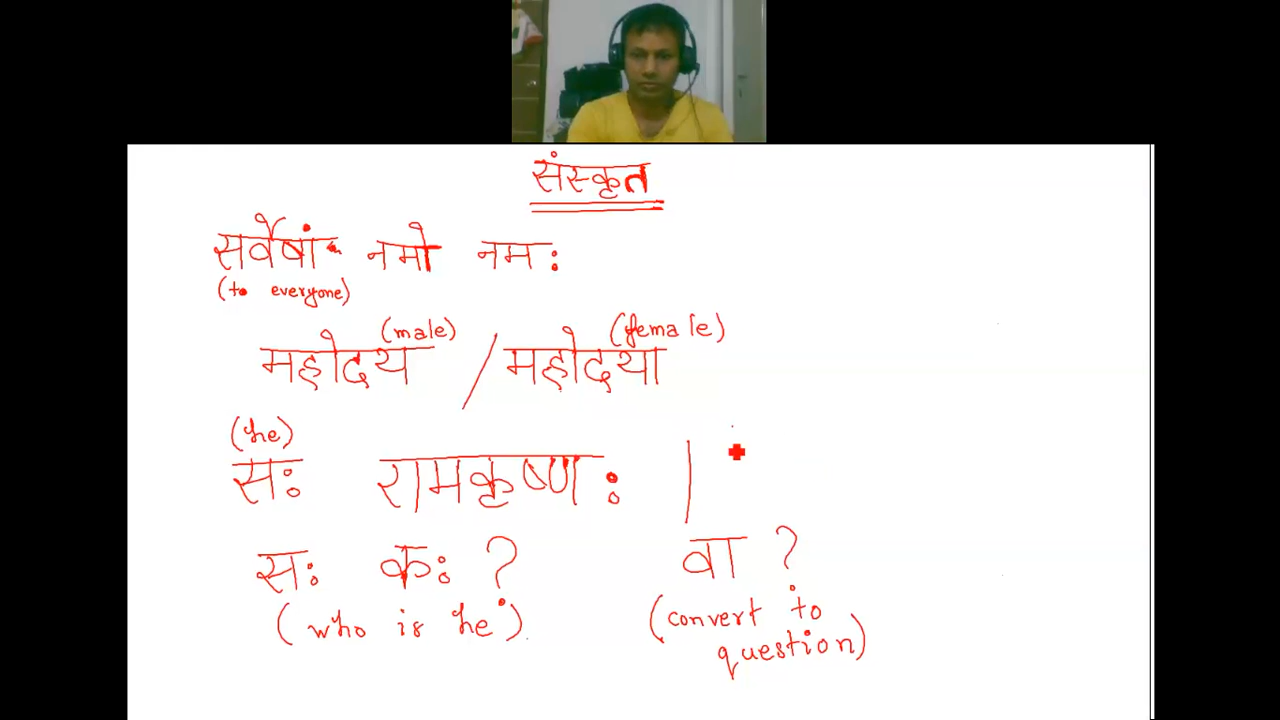 संस्कृत
सर्वेषां नमो नमः
(to everyone)
(male) (female)
महोदय / महोदया
(he)
सः रामकृष्णः ।
सः कः ? वा ?
(who is he) (convert to
question)